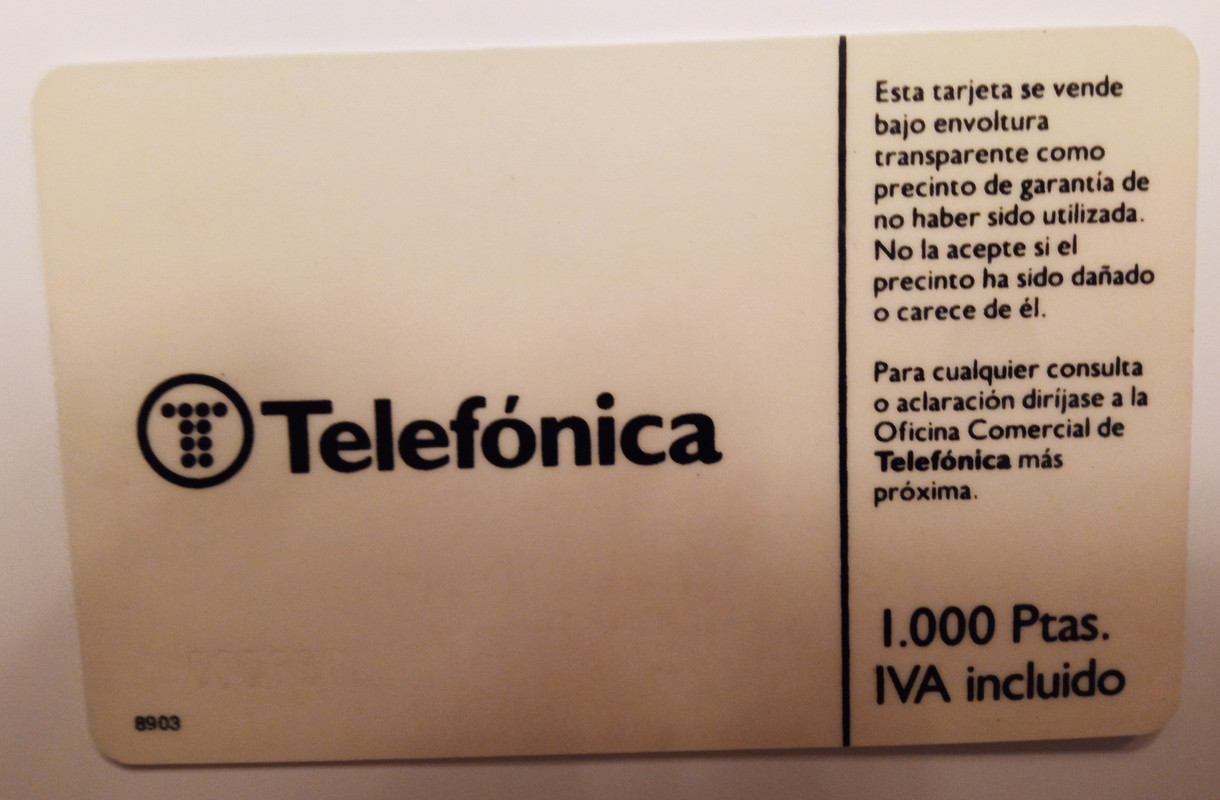 Telefónica
8903
Esta tarjeta se vende
bajo envoltura
transparente como
precinto de garantía de
no haber sido utilizada.
No la acepte si el
precinto ha sido dañado
o carece de él.
Para cualquier consulta
o aclaración diríjase a la
Oficina Comercial de
Telefónica más
próxima.
1.000 Ptas.
IVA incluido